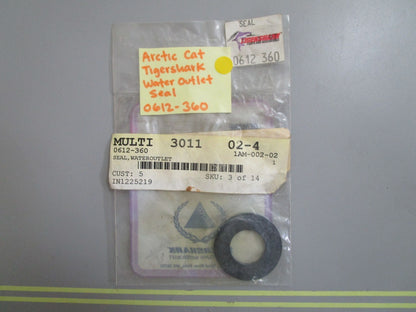 SEAL
TIGERSHARK
0612 360
Arctic Cat
Tigershark
Water Outlet
Seal
0612-360
MULTI 3011 02-4
0612-360 1AM-002-02
SEAL,WATEROUTLET 1
CUST: 5 SKU: 3 of 14
IN1225219